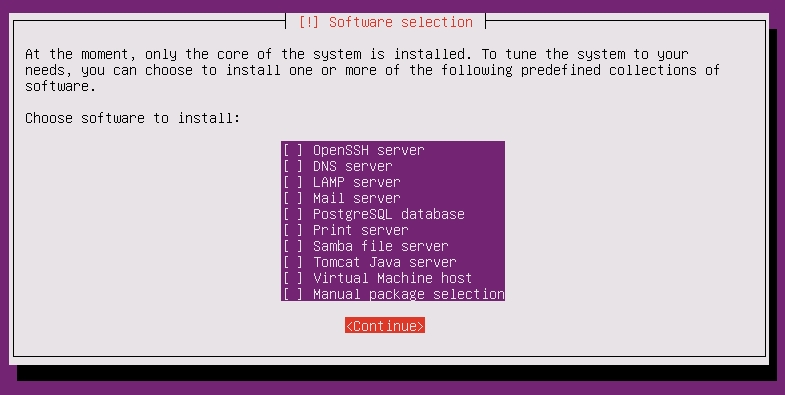 [!] Software selection
At the moment, only the core of the system is installed. To tune the system to your
needs, you can choose to install one or more of the following predefined collections of
software.
Choose software to install:
[ ] OpenSSH server
[ ] DNS server
[ ] LAMP server
[ ] Mail server
[ ] PostgreSQL database
[ ] Print server
[ ] Samba file server
[ ] Tomcat Java server
[ ] Virtual Machine host
[ ] Manual package selection
<Continue>